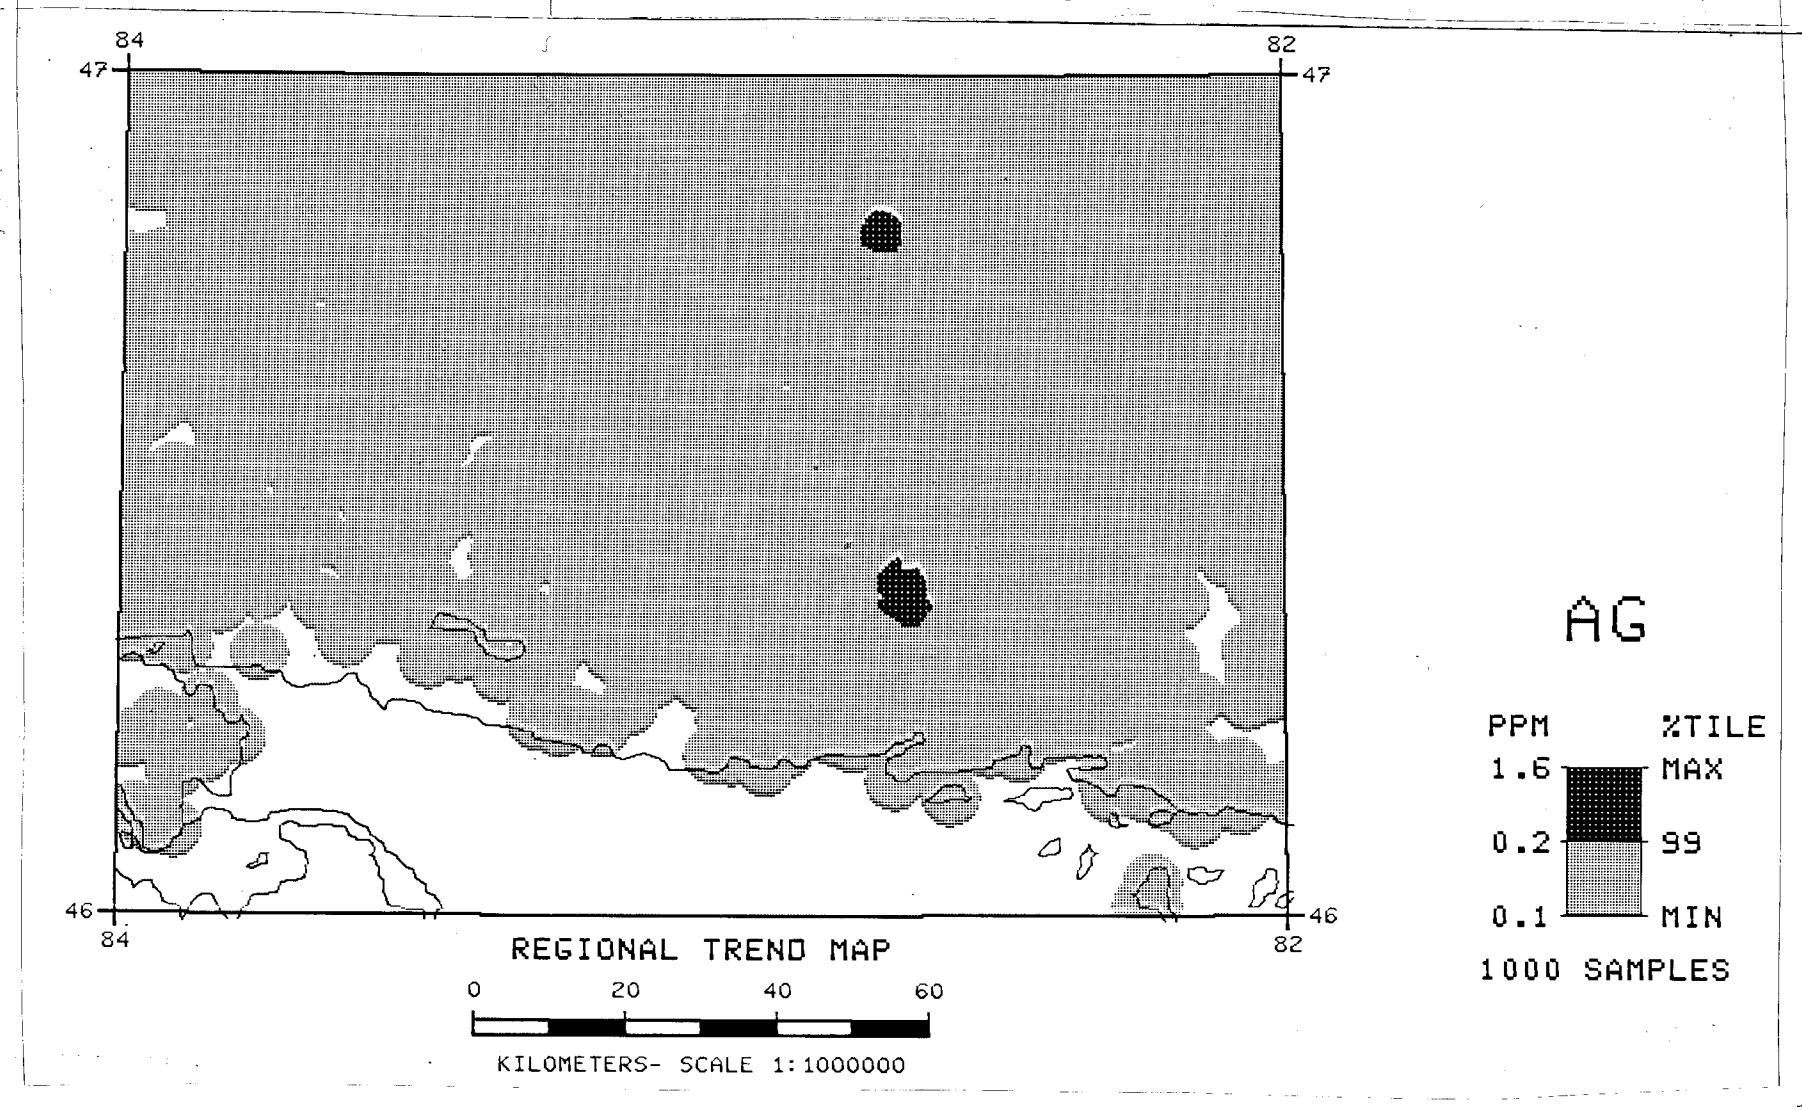 84 82
47 47
AG
PPM %TILE
1.6 MAX
0.2 99
0.1 MIN
1000 SAMPLES
46 46
84 82
REGIONAL TREND MAP
0 20 40 60
KILOMETERS- SCALE 1:1000000